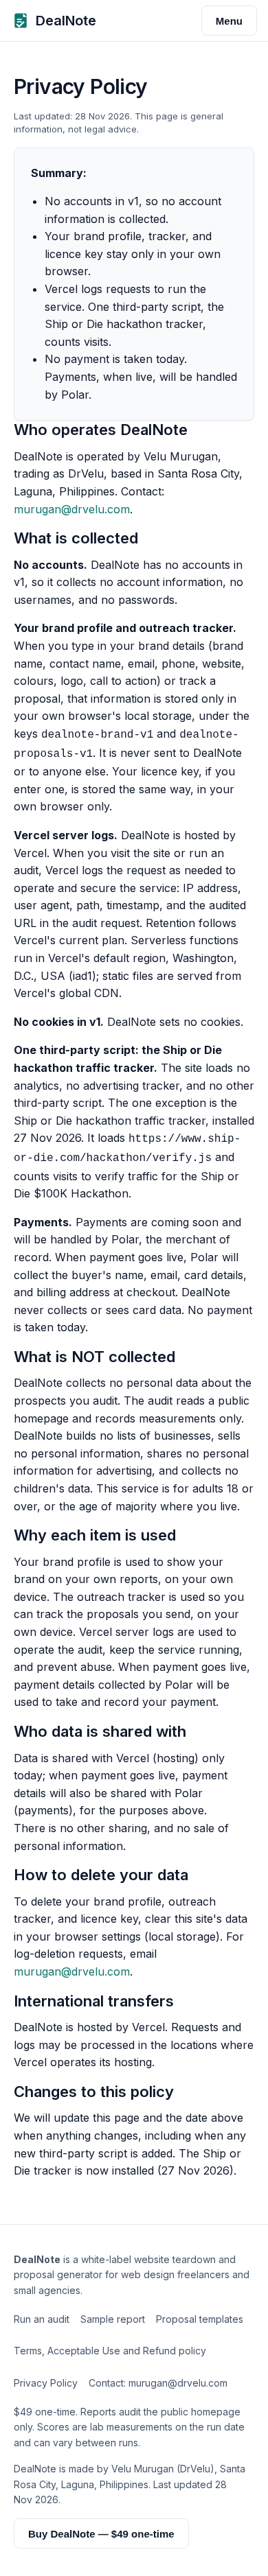 DealNote
Menu
Privacy Policy
Last updated: 28 Nov 2026. This page is general
information, not legal advice.
Summary:
• No accounts in v1, so no account
information is collected.
• Your brand profile, tracker, and
licence key stay only in your own
browser.
• Vercel logs requests to run the
service. One third-party script, the
Ship or Die hackathon tracker,
counts visits.
• No payment is taken today.
Payments, when live, will be handled
by Polar.
Who operates DealNote
DealNote is operated by Velu Murugan,
trading as DrVelu, based in Santa Rosa City,
Laguna, Philippines. Contact:
murugan@drvelu.com.
What is collected
No accounts. DealNote has no accounts in
v1, so it collects no account information, no
usernames, and no passwords.
Your brand profile and outreach tracker.
When you type in your brand details (brand
name, contact name, email, phone, website,
colours, logo, call to action) or track a
proposal, that information is stored only in
your own browser's local storage, under the
keys dealnote-brand-v1 and dealnote-
proposals-v1. It is never sent to DealNote
or to anyone else. Your licence key, if you
enter one, is stored the same way, in your
own browser only.
Vercel server logs. DealNote is hosted by
Vercel. When you visit the site or run an
audit, Vercel logs the request as needed to
operate and secure the service: IP address,
user agent, path, timestamp, and the audited
URL in the audit request. Retention follows
Vercel's current plan. Serverless functions
run in Vercel's default region, Washington,
D.C., USA (iad1); static files are served from
Vercel's global CDN.
No cookies in v1. DealNote sets no cookies.
One third-party script: the Ship or Die
hackathon traffic tracker. The site loads no
analytics, no advertising tracker, and no other
third-party script. The one exception is the
Ship or Die hackathon traffic tracker, installed
27 Nov 2026. It loads https://www.ship-
or-die.com/hackathon/verify.js and
counts visits to verify traffic for the Ship or
Die $100K Hackathon.
Payments. Payments are coming soon and
will be handled by Polar, the merchant of
record. When payment goes live, Polar will
collect the buyer's name, email, card details,
and billing address at checkout. DealNote
never collects or sees card data. No payment
is taken today.
What is NOT collected
DealNote collects no personal data about the
prospects you audit. The audit reads a public
homepage and records measurements only.
DealNote builds no lists of businesses, sells
no personal information, shares no personal
information for advertising, and collects no
children's data. This service is for adults 18 or
over, or the age of majority where you live.
Why each item is used
Your brand profile is used to show your
brand on your own reports, on your own
device. The outreach tracker is used so you
can track the proposals you send, on your
own device. Vercel server logs are used to
operate the audit, keep the service running,
and prevent abuse. When payment goes live,
payment details collected by Polar will be
used to take and record your payment.
Who data is shared with
Data is shared with Vercel (hosting) only
today; when payment goes live, payment
details will also be shared with Polar
(payments), for the purposes above.
There is no other sharing, and no sale of
personal information.
How to delete your data
To delete your brand profile, outreach
tracker, and licence key, clear this site's data
in your browser settings (local storage). For
log-deletion requests, email
murugan@drvelu.com.
International transfers
DealNote is hosted by Vercel. Requests and
logs may be processed in the locations where
Vercel operates its hosting.
Changes to this policy
We will update this page and the date above
when anything changes, including when any
new third-party script is added. The Ship or
Die tracker is now installed (27 Nov 2026).
DealNote is a white-label website teardown and
proposal generator for web design freelancers and
small agencies.
Run an audit Sample report Proposal templates
Terms, Acceptable Use and Refund policy
Privacy Policy Contact: murugan@drvelu.com
$49 one-time. Reports audit the public homepage
only. Scores are lab measurements on the run date
and can vary between runs.
DealNote is made by Velu Murugan (DrVelu), Santa
Rosa City, Laguna, Philippines. Last updated 28
Nov 2026.
Buy DealNote — $49 one-time